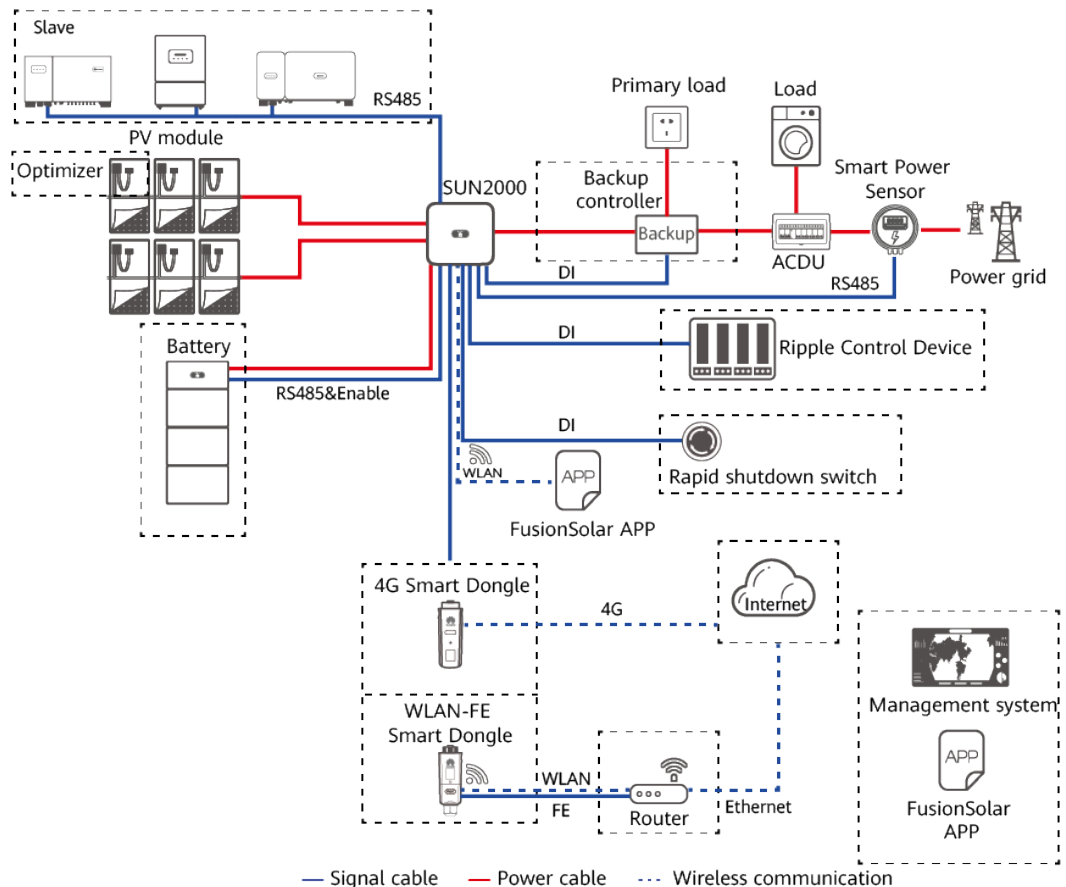 Slave
RS485
PV module
Optimizer
SUN2000
Primary load
Load
Backup
controller
Backup
Smart Power
Sensor
ACDU
Power grid
DI
RS485
DI
Ripple Control Device
Battery
RS485&Enable
DI
Rapid shutdown switch
WLAN
APP
FusionSolar APP
4G Smart Dongle
4G
Internet
WLAN-FE
Smart Dongle
WLAN
FE
Router
Ethernet
Management system
APP
FusionSolar
APP
Signal cable
Power cable
Wireless communication